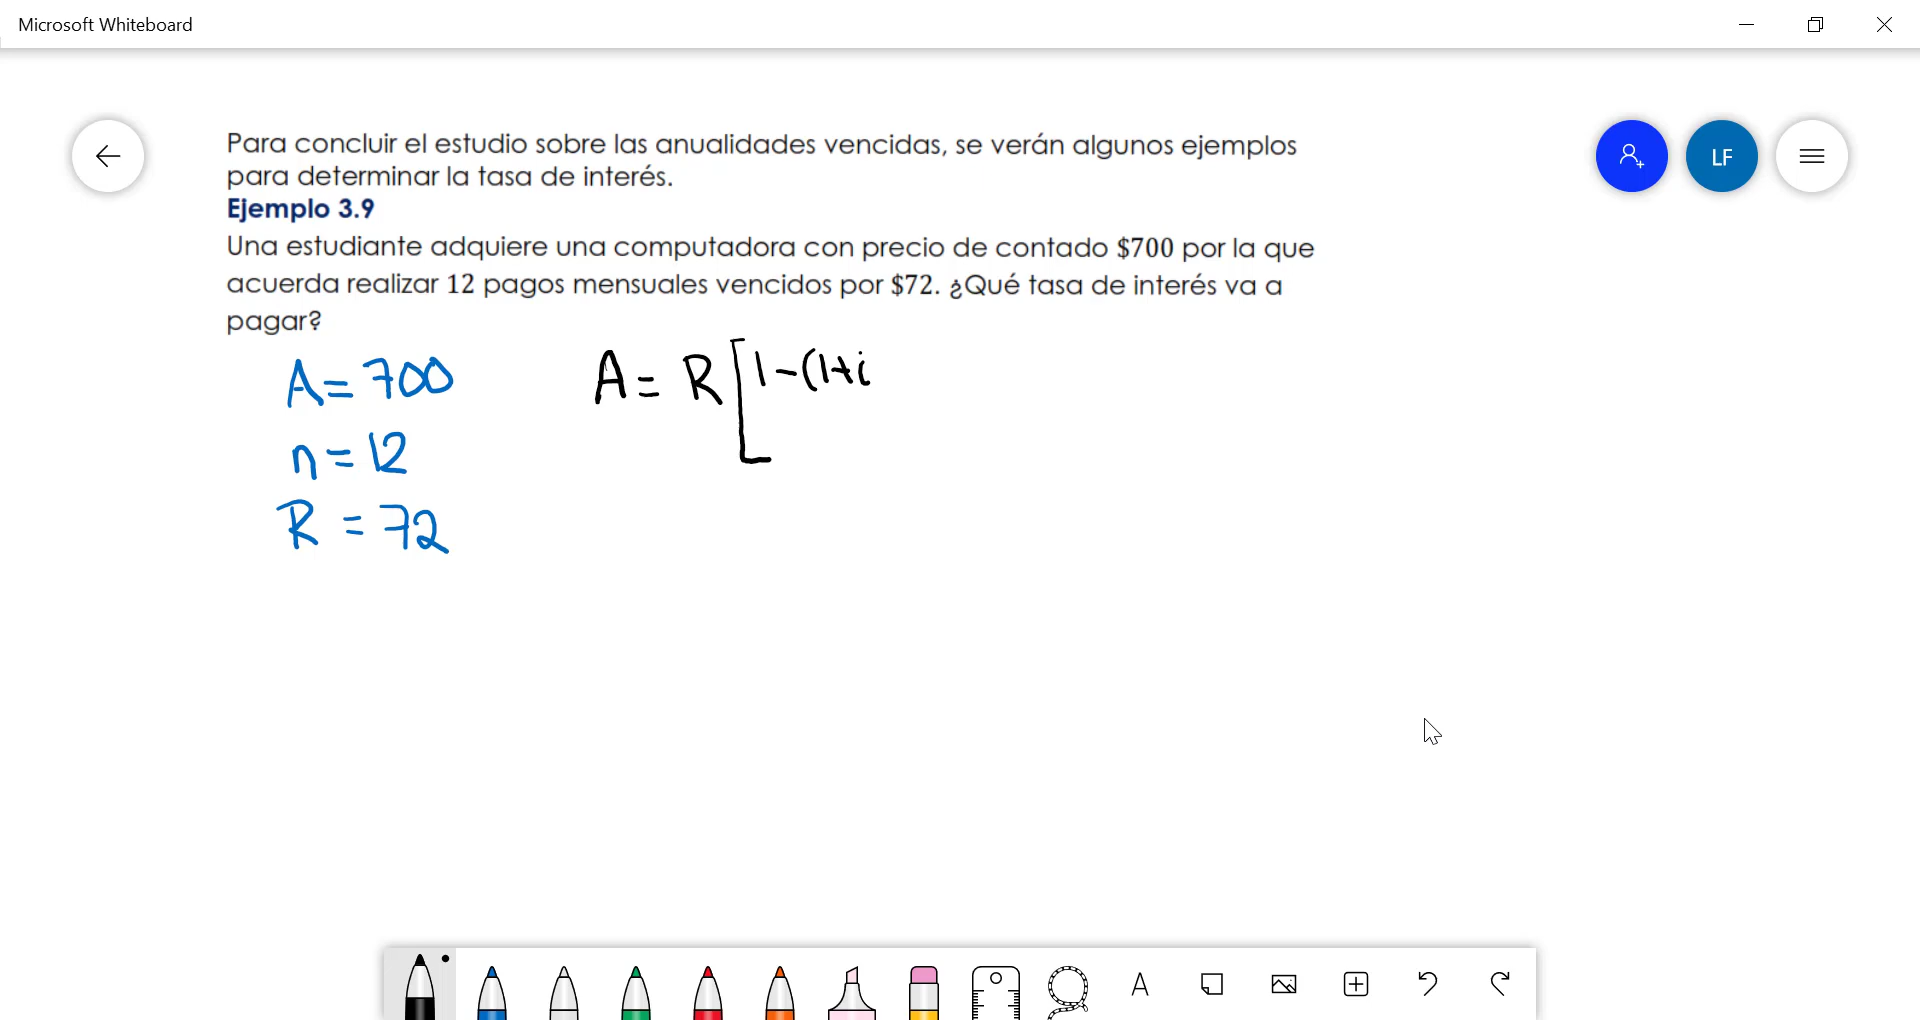 Microsoft Whiteboard
Para concluir el estudio sobre las anualidades vencidas, se verán algunos ejemplos
para determinar la tasa de interés.
Ejemplo 3.9
Una estudiante adquiere una computadora con precio de contado $700 por la que
acuerda realizar 12 pagos mensuales vencidos por $72. ¿Qué tasa de interés va a
pagar?
A = 700
n = 12
R = 72
A = R [1-(1+i
LF
A